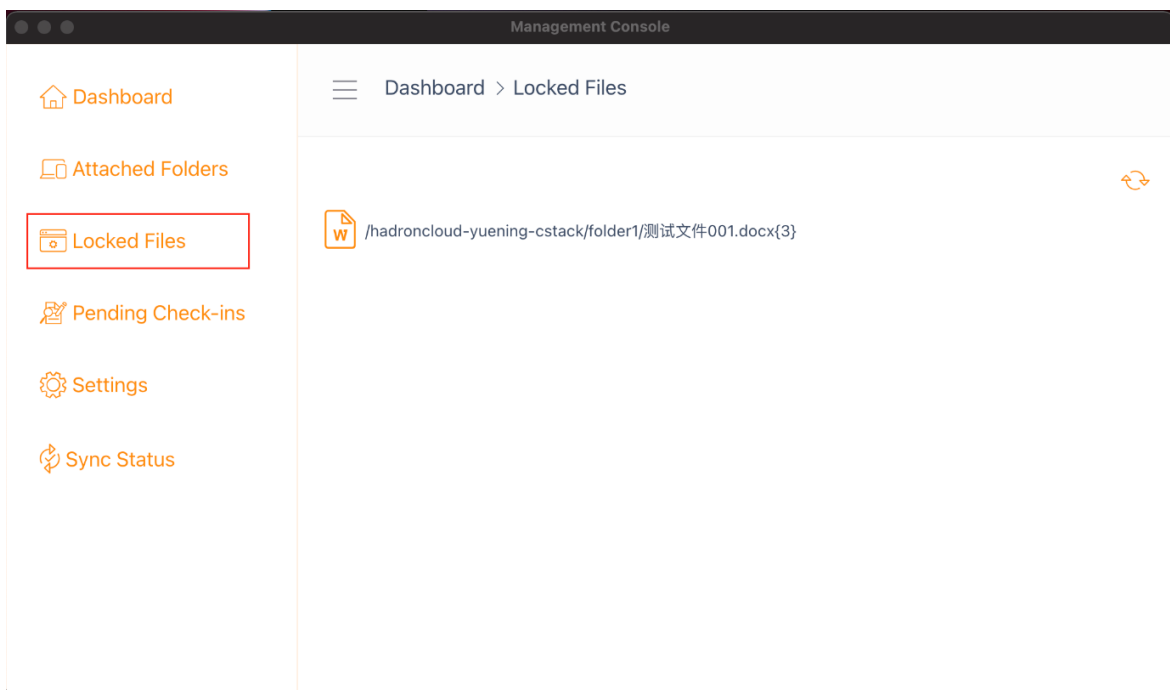 Management Console
Dashboard
Attached Folders
Locked Files
Pending Check-ins
Settings
Sync Status
Dashboard > Locked Files
W
/hadroncloud-yuening-cstack/folder1/测试文件001.docx{3}